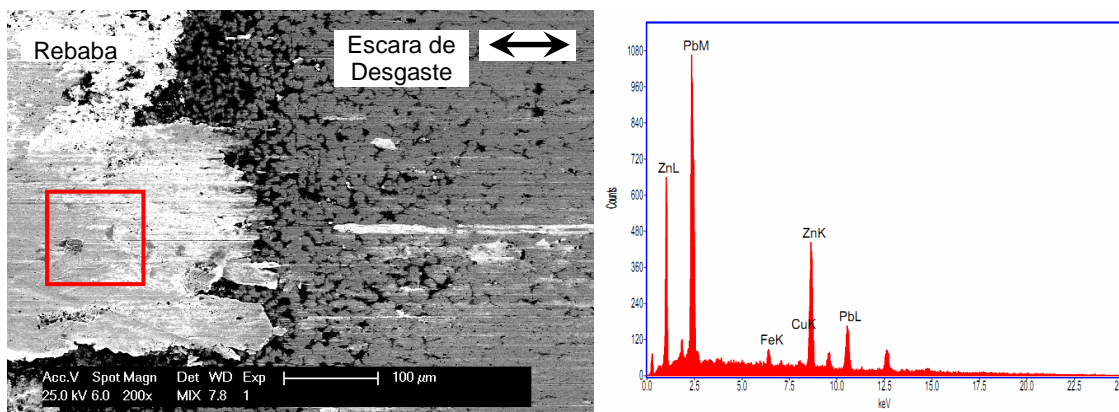 Rebaba
Escara de
Desgaste
Acc.V Spot Magn Det WD Exp
25.0 kV 6.0 200x MIX 7.8 1
100 µm
Counts
1080
960
840
720
600
480
360
240
120
0
PbM
ZnL
ZnK
CuK
PbL
FeK
0.0 2.5 5.0 7.5 10.0 12.5 15.0 17.5 20.0 22.5
keV